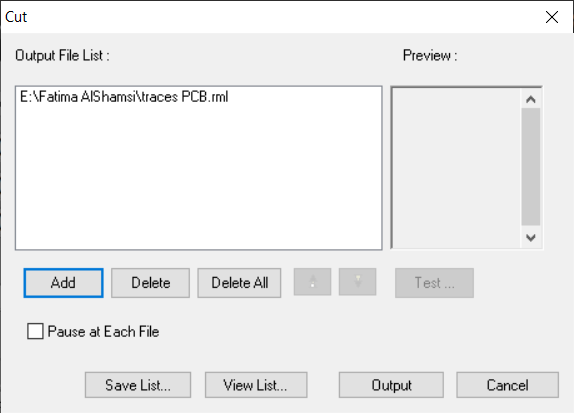 Cut
Output File List :
Preview :
E:\Fatima AlShamsi\traces PCB.rml
Add
Delete
Delete All
Test ...
Pause at Each File
Save List...
View List...
Output
Cancel